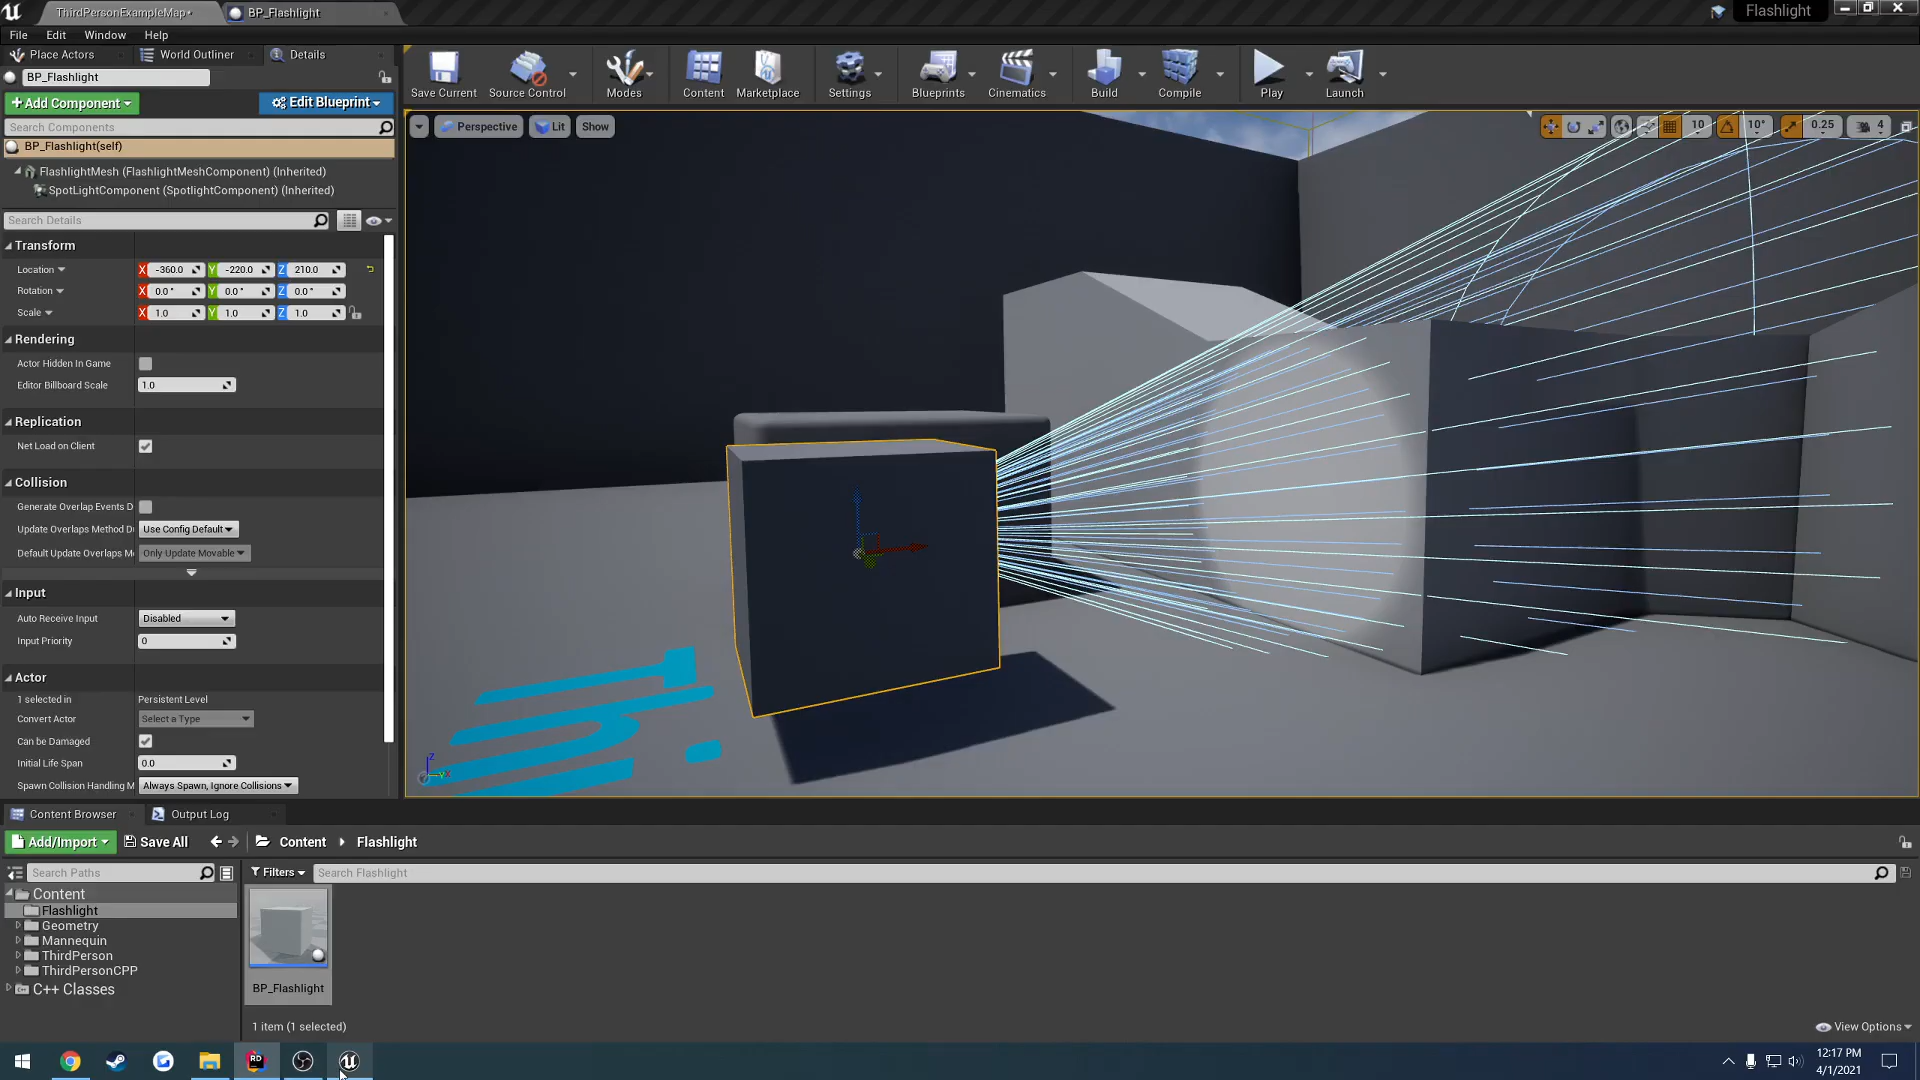 ThirdPersonExampleMap•
BP_Flashlight
Flashlight
File Edit Window Help
Place Actors World Outliner Details
BP_Flashlight
+Add Component
Edit Blueprint
Search Components
BP_Flashlight(self)
FlashlightMesh (FlashlightMeshComponent) (Inherited)
SpotLightComponent (SpotlightComponent) (Inherited)
Search Details
Transform
Location X -360.0 Y -220.0 Z 210.0
Rotation X 0.0° Y 0.0° Z 0.0°
Scale X 1.0 Y 1.0 Z 1.0
Rendering
Actor Hidden In Game
Editor Billboard Scale 1.0
Replication
Net Load on Client
Collision
Generate Overlap Events D
Update Overlaps Method D Use Config Default
Default Update Overlaps M Only Update Movable
Input
Auto Receive Input Disabled
Input Priority 0
Actor
1 selected in Persistent Level
Convert Actor Select a Type
Can be Damaged
Initial Life Span 0.0
Spawn Collision Handling M Always Spawn, Ignore Collisions
Save Current Source Control Modes Content Marketplace Settings Blueprints Cinematics Build Compile Play Launch
Perspective Lit Show
10 10° 0.25 4
Z
Content Browser Output Log
Add/Import Save All Content Flashlight
Search Paths
Filters Search Flashlight
Content
Flashlight
Geometry
Mannequin
ThirdPerson
ThirdPersonCPP
C++ Classes
BP_Flashlight
1 item (1 selected)
View Options
RD
12:17 PM
4/1/2021